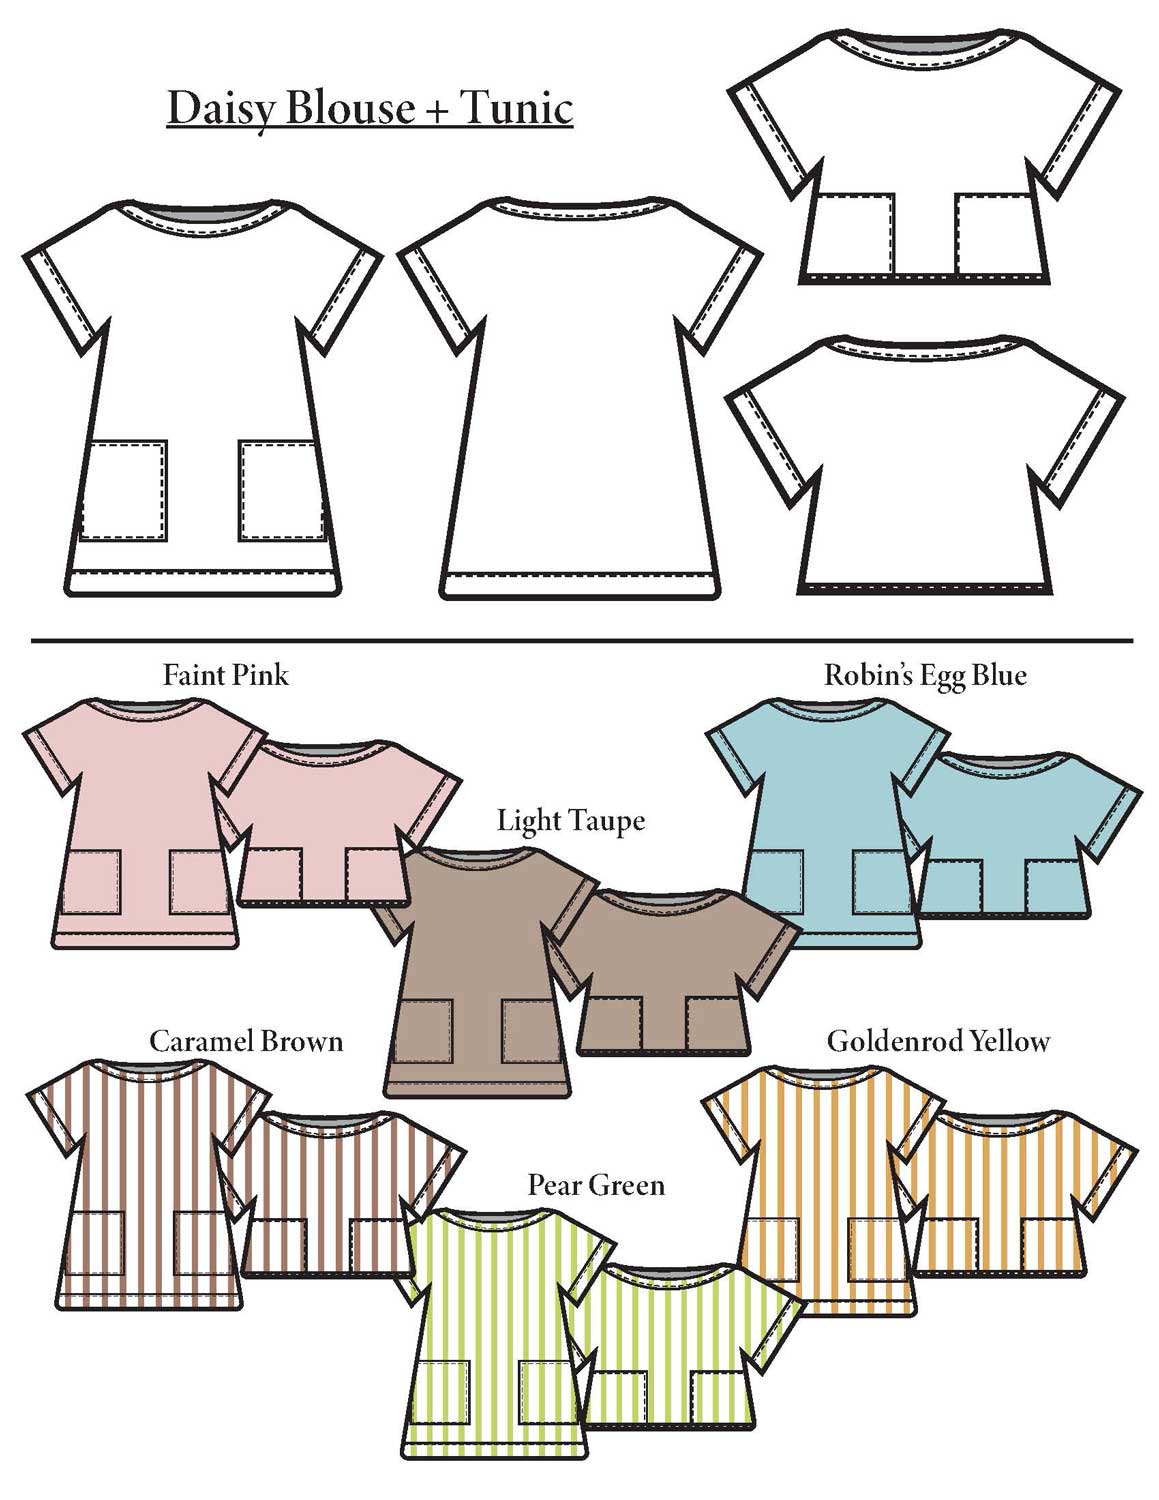 Daisy Blouse + Tunic
Faint Pink
Robin's Egg Blue
Light Taupe
Caramel Brown
Goldenrod Yellow
Pear Green